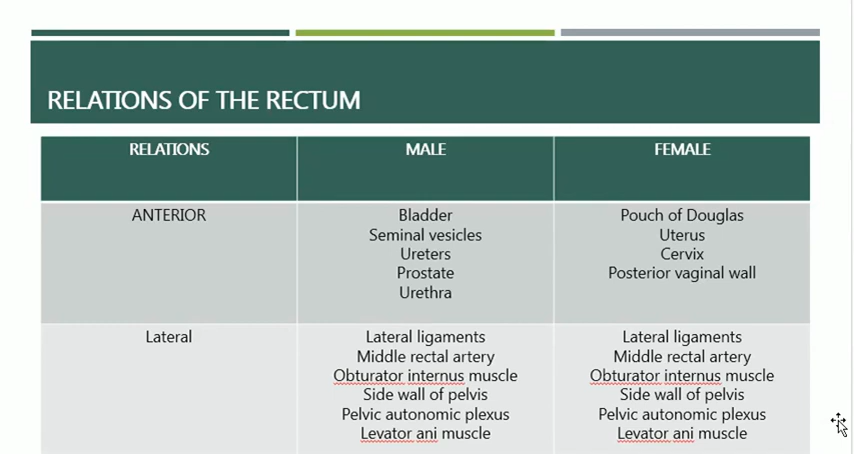 RELATIONS OF THE RECTUM
RELATIONS
MALE
FEMALE
ANTERIOR
Bladder
Seminal vesicles
Ureters
Prostate
Urethra
Pouch of Douglas
Uterus
Cervix
Posterior vaginal wall
Lateral
Lateral ligaments
Middle rectal artery
Obturator internus muscle
Side wall of pelvis
Pelvic autonomic plexus
Levator ani muscle
Lateral ligaments
Middle rectal artery
Obturator internus muscle
Side wall of pelvis
Pelvic autonomic plexus
Levator ani muscle